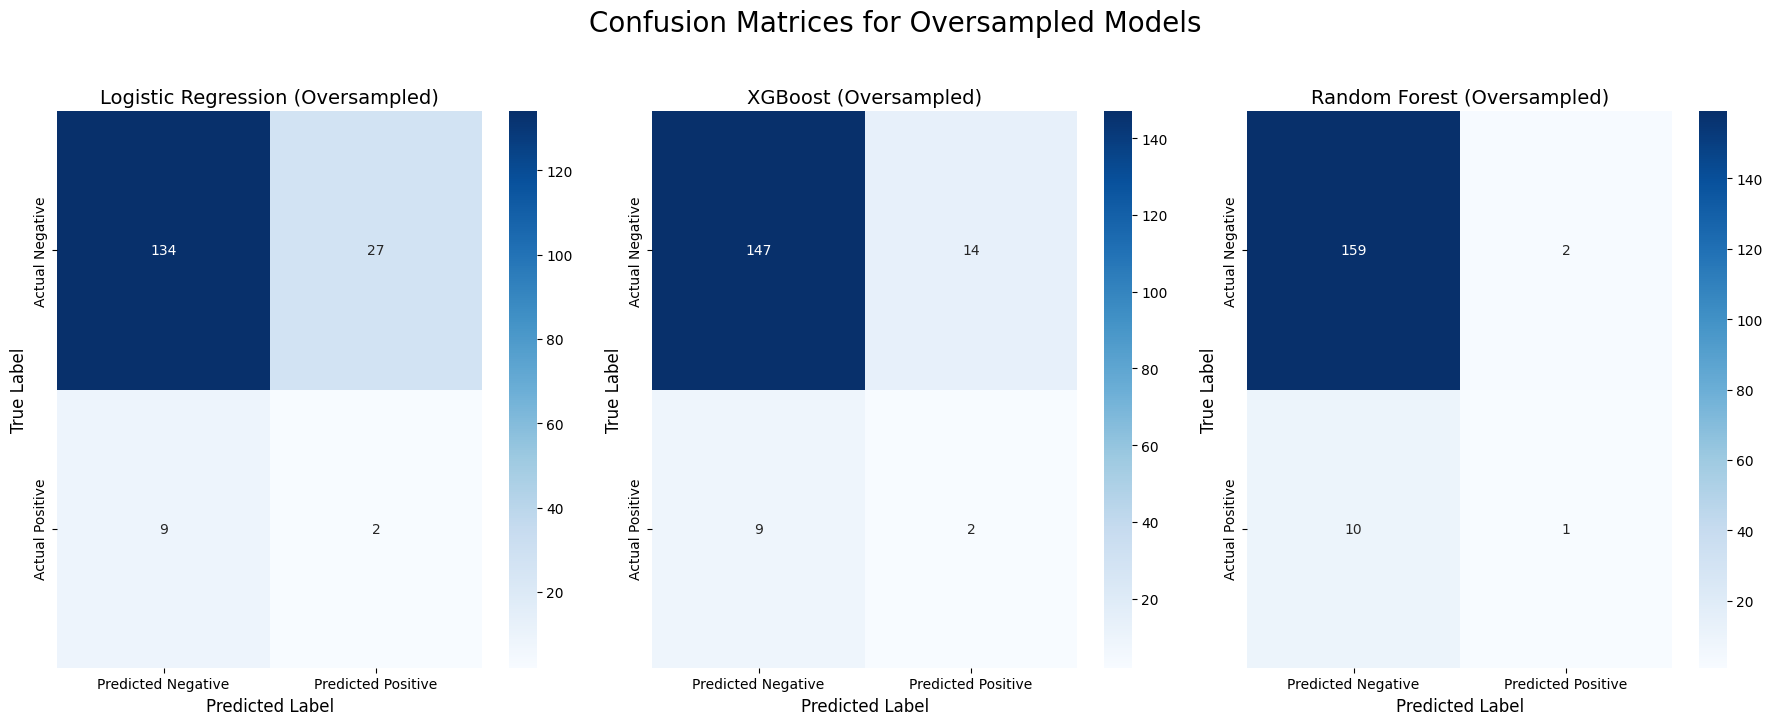 Confusion Matrices for Oversampled Models
Logistic Regression (Oversampled)
True Label
Actual Negative
Actual Positive
134
27
9
2
Predicted Negative
Predicted Positive
Predicted Label
120
100
80
60
40
20
XGBoost (Oversampled)
True Label
Actual Negative
Actual Positive
147
14
9
2
Predicted Negative
Predicted Positive
Predicted Label
140
120
100
80
60
40
20
Random Forest (Oversampled)
True Label
Actual Negative
Actual Positive
159
2
10
1
Predicted Negative
Predicted Positive
Predicted Label
140
120
100
80
60
40
20